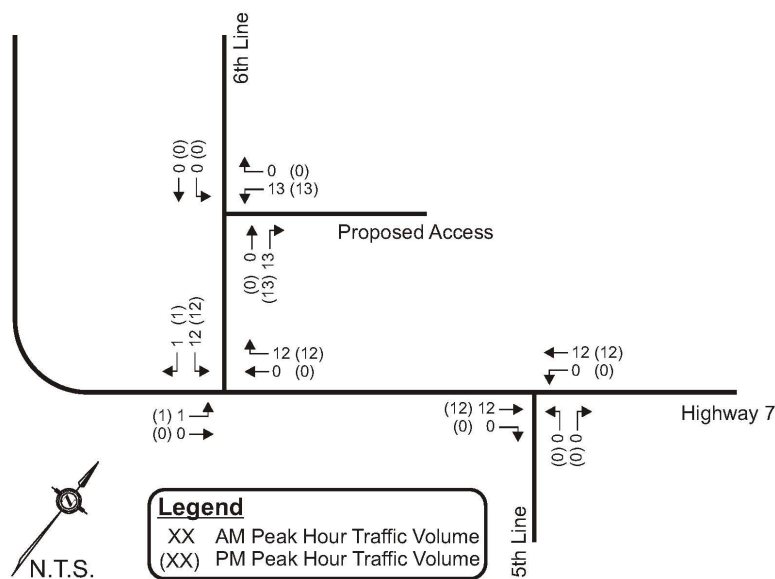 6th Line
0 (0)
0 (0)
0 (0)
13 (13)
Proposed Access
(0) 0
(13) 13
1 (1)
12 (12)
12 (12)
0 (0)
12 (12)
0 (0)
Highway 7
(1) 1
(0) 0
(12) 12
(0) 0
(0) 0
(0) 0
5th Line
N.T.S.
Legend
XX AM Peak Hour Traffic Volume
(XX) PM Peak Hour Traffic Volume